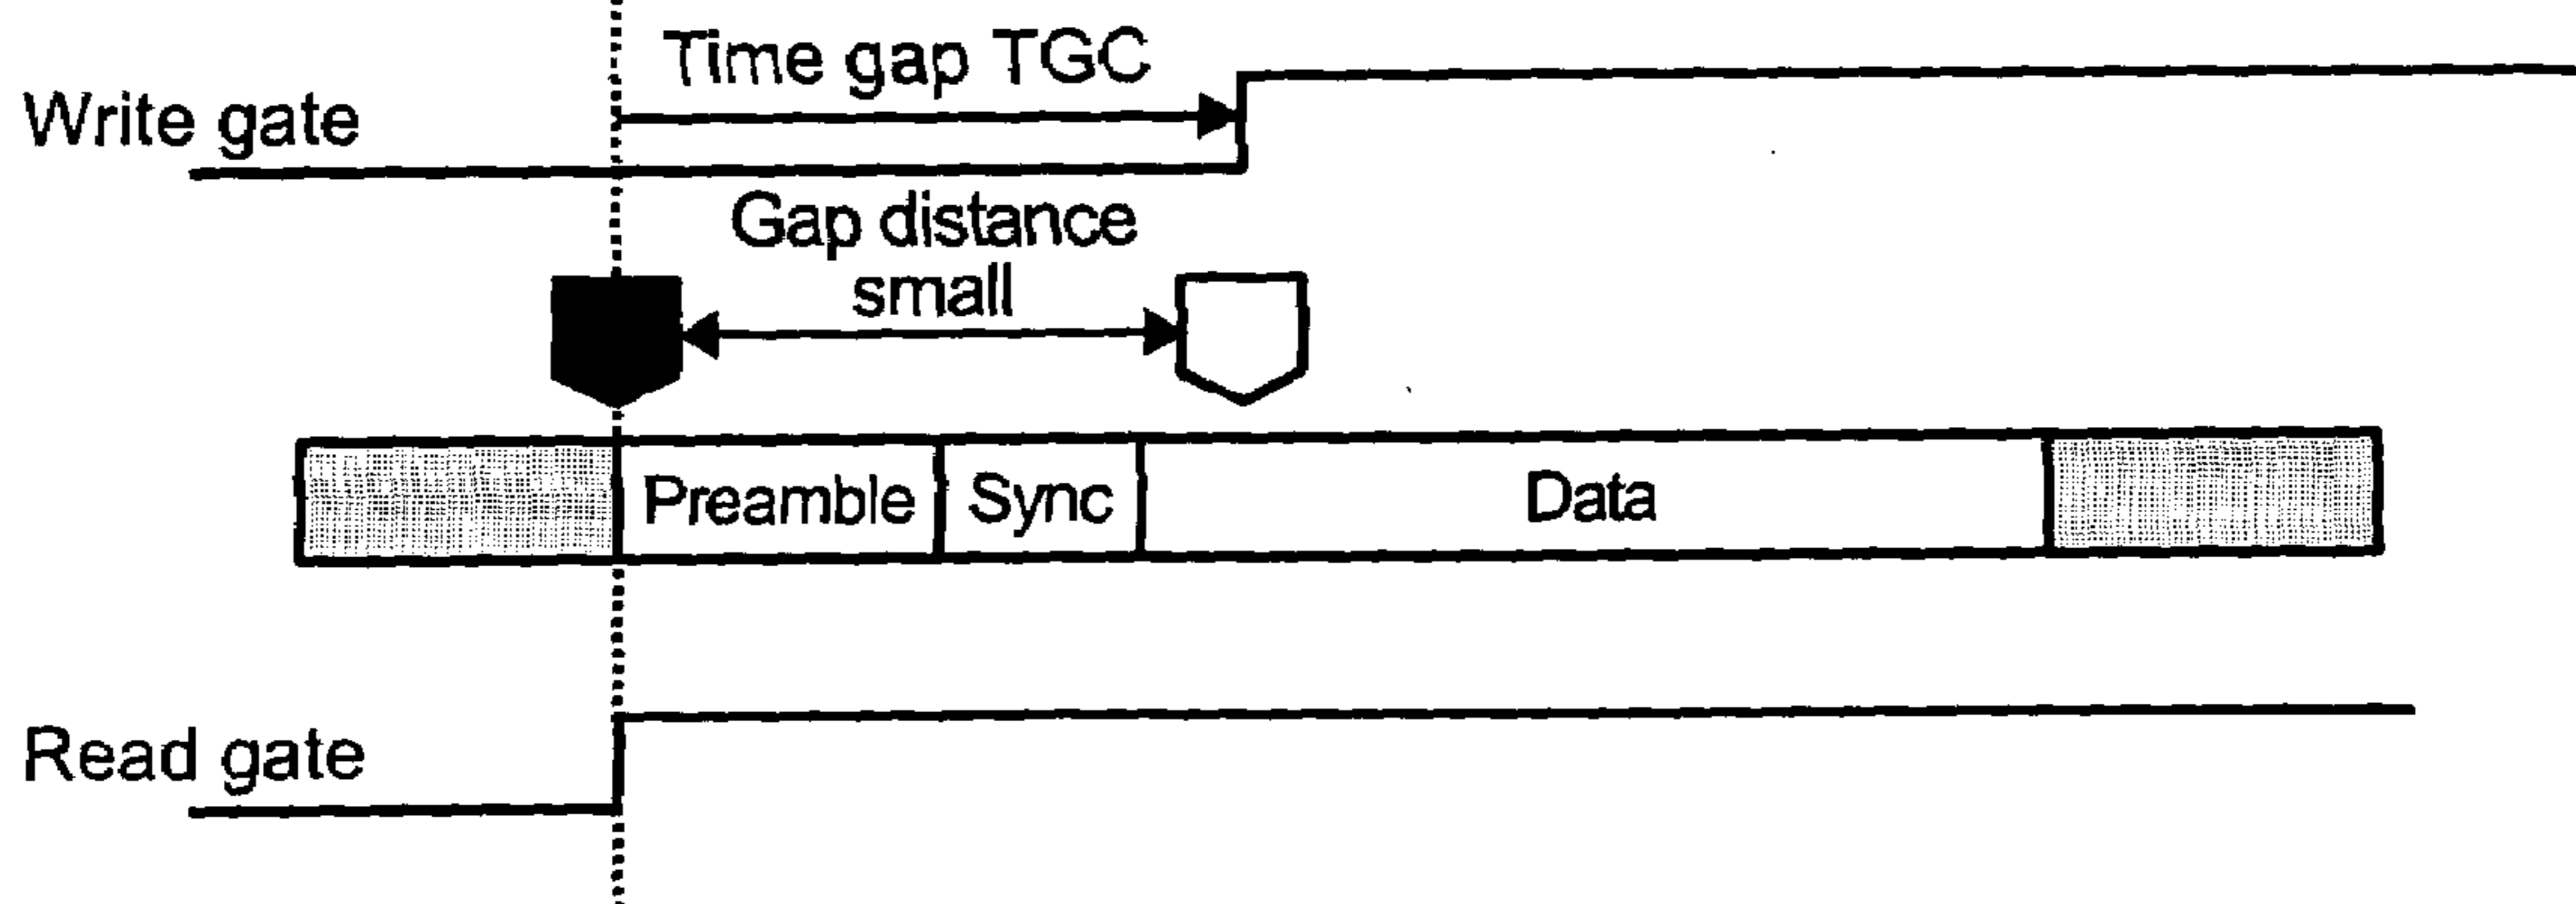 Time gap TGC
Write gate
Gap distance
small
Preamble
Sync
Data
Read gate